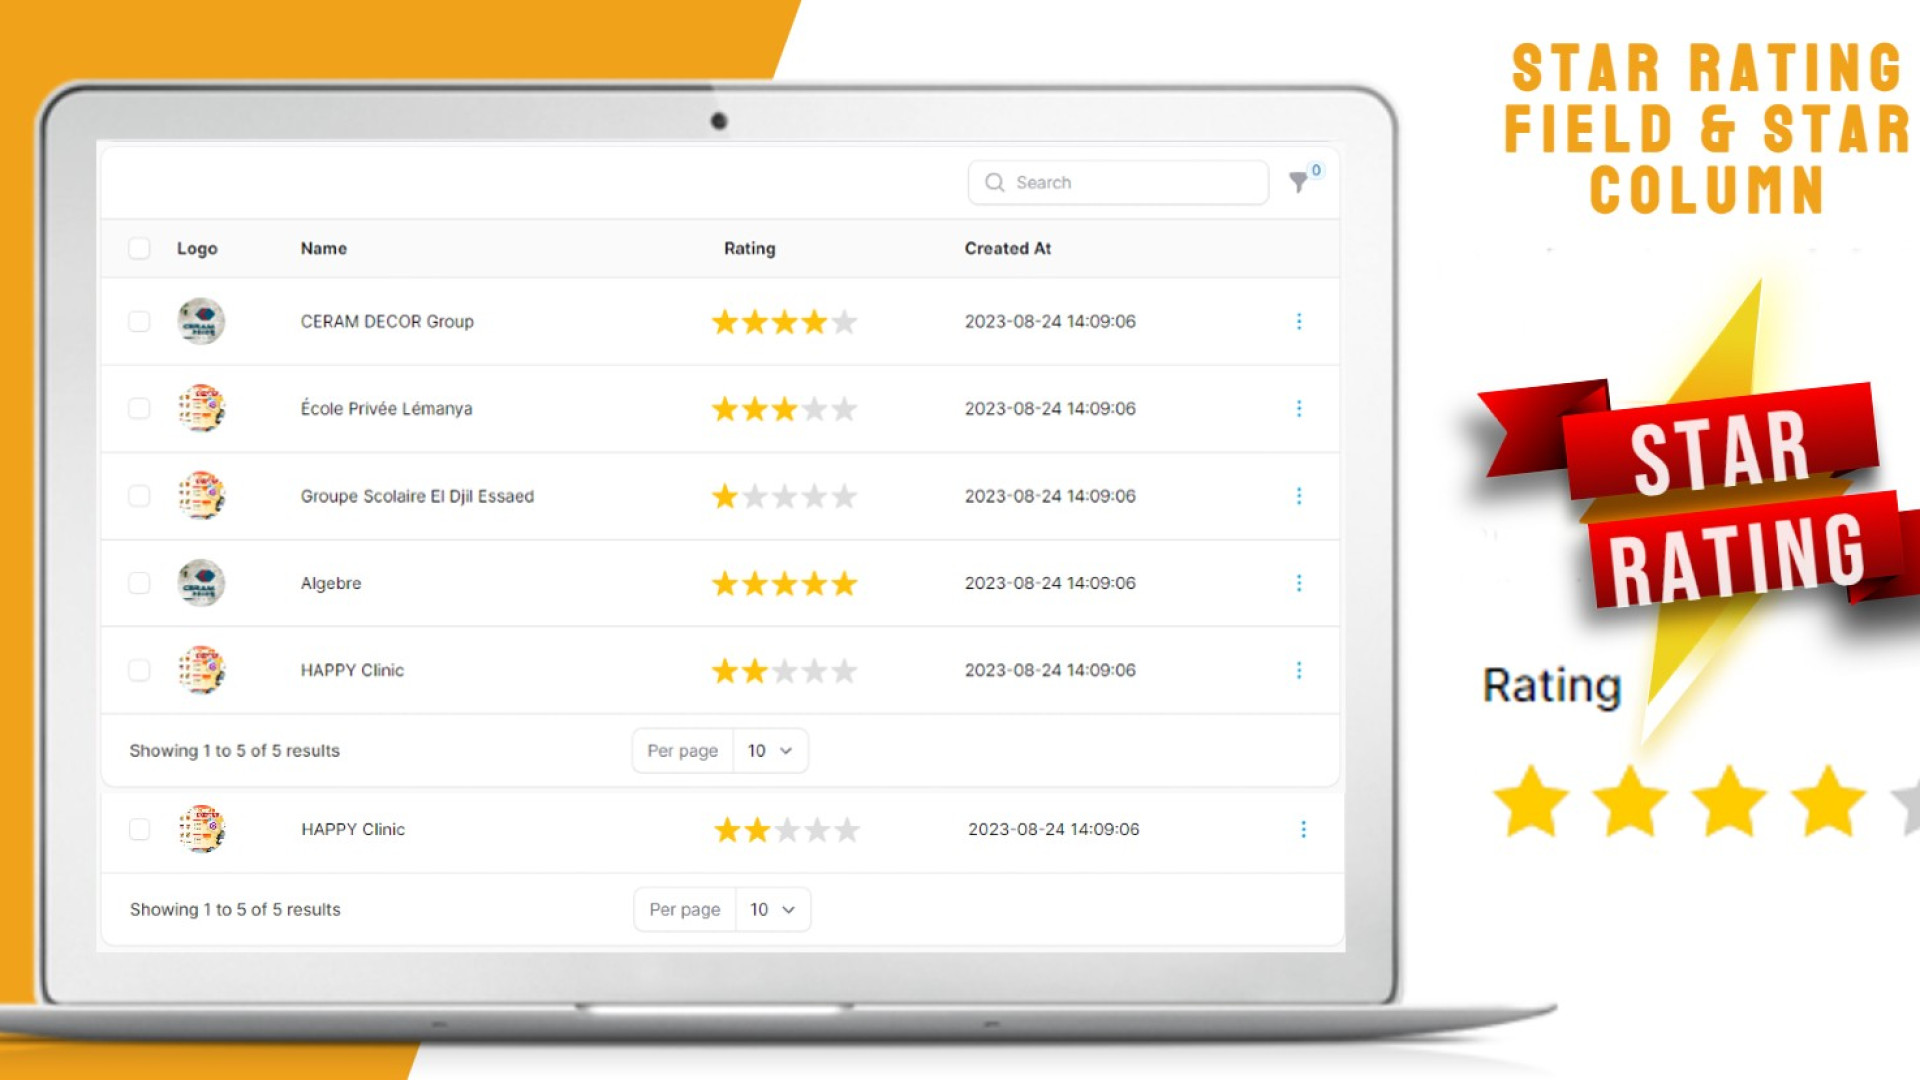 STAR RATING
FIELD & STAR
COLUMN
Search
0
Logo Name Rating Created At
CERAM DECOR Group 2023-08-24 14:09:06
École Privée Lémanya 2023-08-24 14:09:06
Groupe Scolaire El Djil Essaed 2023-08-24 14:09:06
Algebre 2023-08-24 14:09:06
HAPPY Clinic 2023-08-24 14:09:06
Showing 1 to 5 of 5 results Per page 10
HAPPY Clinic 2023-08-24 14:09:06
Showing 1 to 5 of 5 results Per page 10
STAR
RATING
Rating